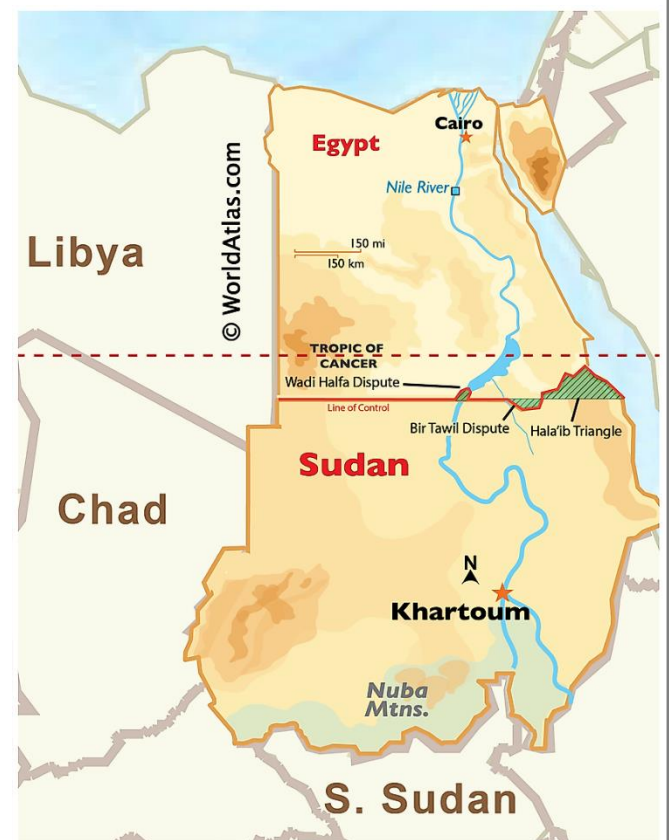 Cairo
Egypt
Nile River
© WorldAtlas.com
Libya
150 mi
150 km
TROPIC OF
CANCER
Wadi Halfa Dispute
Line of Control
Bir Tawil Dispute
Hala'ib Triangle
Sudan
Chad
N
Khartoum
Nuba
Mtns.
S. Sudan